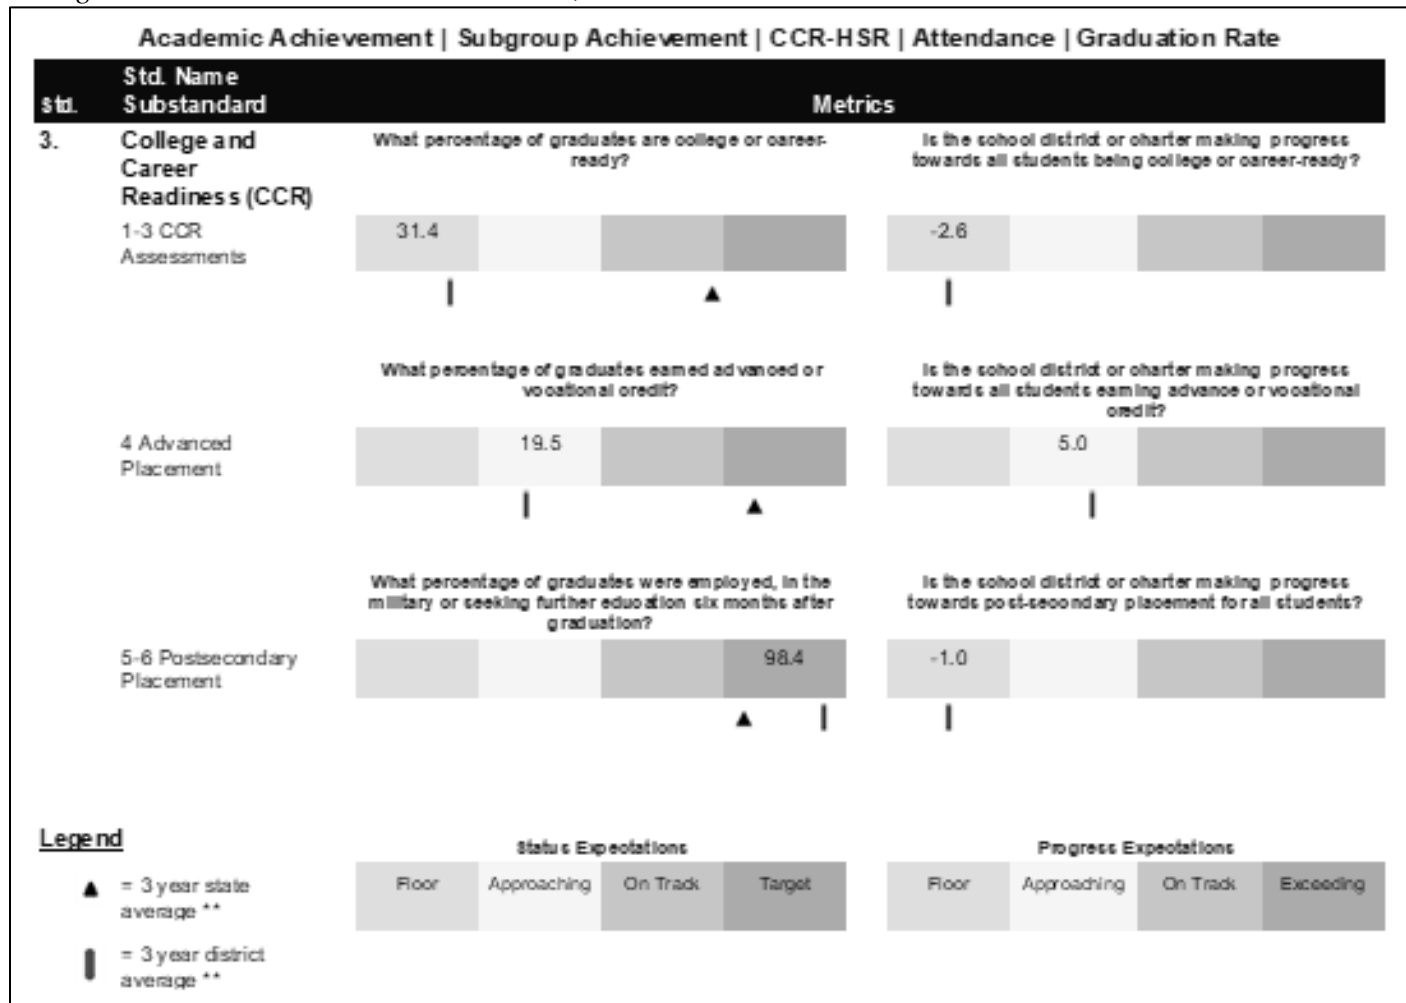 Academic Achievement | Subgroup Achievement | CCR-HSR | Attendance | Graduation Rate
Std. Name
Std. Substandard Metrics
3. College and
Career
Readiness (CCR)
What percentage of graduates are college or career-
ready?
Is the school district or charter making progress
towards all students being college or career-ready?
1-3 CCR
Assessments
31.4
-2.6
What percentage of graduates earned advanced or
vocational credit?
Is the school district or charter making progress
towards all students earning advance or vocational
credit?
4 Advanced
Placement
19.5
5.0
What percentage of graduates were employed, in the
military or seeking further education six months after
graduation?
Is the school district or charter making progress
towards post-secondary placement for all students?
5-6 Postsecondary
Placement
98.4
-1.0
Legend
Status Expectations
Progress Expectations
= 3 year state
average **
Floor Approaching On Track Target
Floor Approaching On Track Exceeding
= 3 year district
average **